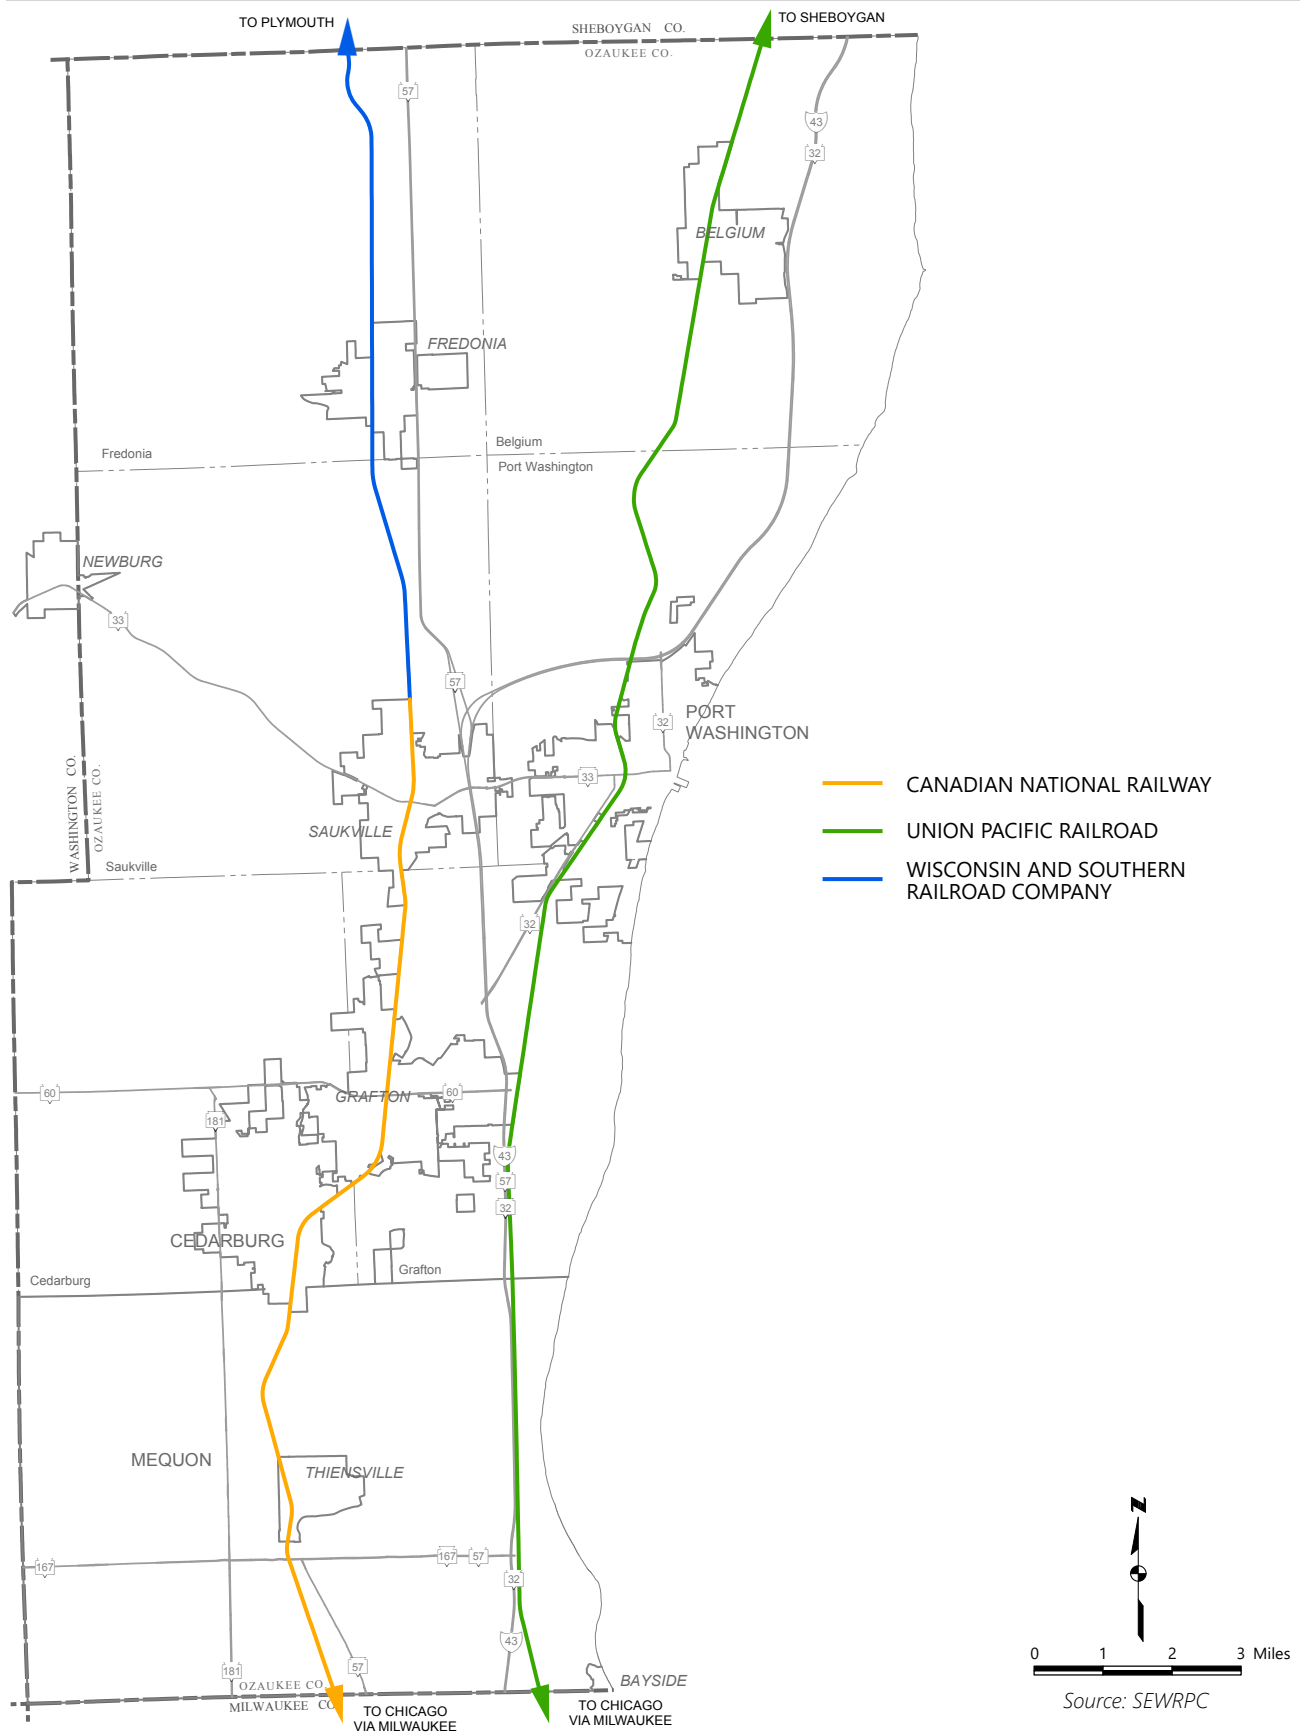 TO PLYMOUTH
SHEBOYGAN CO.
OZAUKEE CO.
TO SHEBOYGAN
57
43
32
BELGIUM
FREDONIA
Fredonia
Belgium
Port Washington
NEWBURG
33
57
32
PORT
WASHINGTON
33
WASHINGTON CO.
OZAUKEE CO.
SAUKVILLE
Saukville
CANADIAN NATIONAL RAILWAY
UNION PACIFIC RAILROAD
WISCONSIN AND SOUTHERN
RAILROAD COMPANY
32
60
GRAFTON
60
181
43
57
32
CEDARBURG
Cedarburg
Grafton
MEQUON
THIENSVILLE
167
167
57
32
43
181
57
OZAUKEE CO.
MILWAUKEE CO.
BAYSIDE
TO CHICAGO
VIA MILWAUKEE
TO CHICAGO
VIA MILWAUKEE
N
0 1 2 3 Miles
Source: SEWRPC